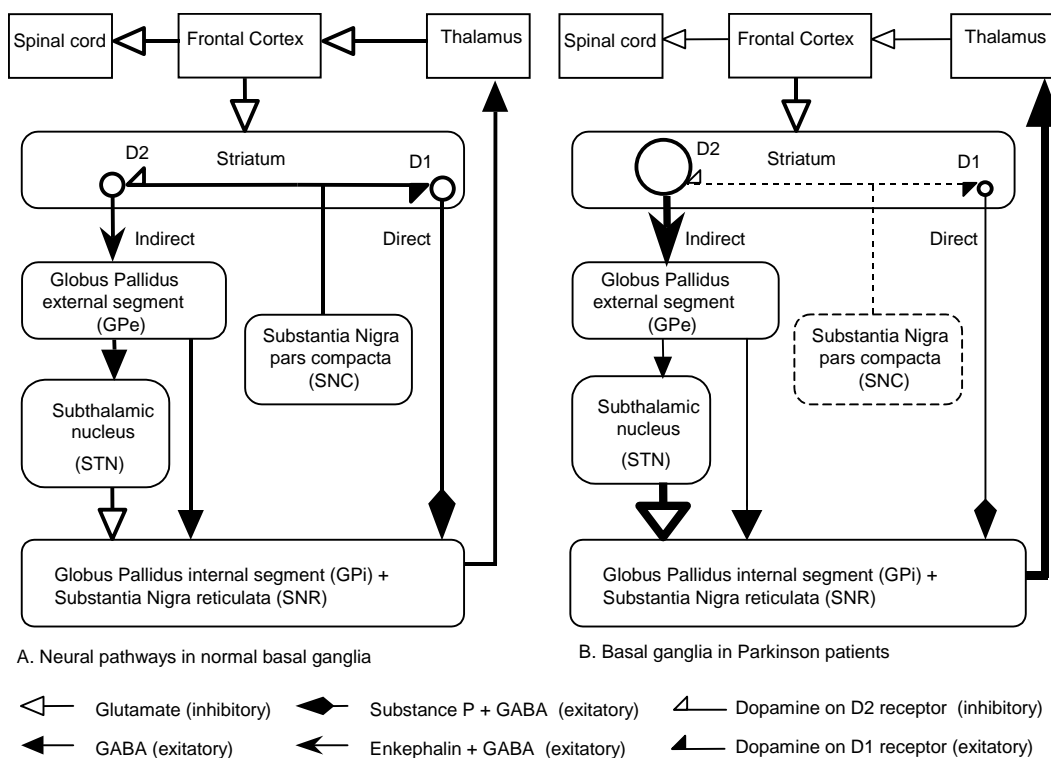 Spinal cord
Frontal Cortex
Thalamus
D2
Striatum
D1
Indirect
Direct
Globus Pallidus
external segment
(GPe)
Substantia Nigra
pars compacta
(SNC)
Subthalamic
nucleus
(STN)
Globus Pallidus internal segment (GPi) +
Substantia Nigra reticulata (SNR)
A. Neural pathways in normal basal ganglia
Spinal cord
Frontal Cortex
Thalamus
D2
Striatum
D1
Indirect
Direct
Globus Pallidus
external segment
(GPe)
Substantia Nigra
pars compacta
(SNC)
Subthalamic
nucleus
(STN)
Globus Pallidus internal segment (GPi) +
Substantia Nigra reticulata (SNR)
B. Basal ganglia in Parkinson patients
Glutamate (inhibitory)
Substance P + GABA (exitatory)
Dopamine on D2 receptor (inhibitory)
GABA (exitatory)
Enkephalin + GABA (exitatory)
Dopamine on D1 receptor (exitatory)